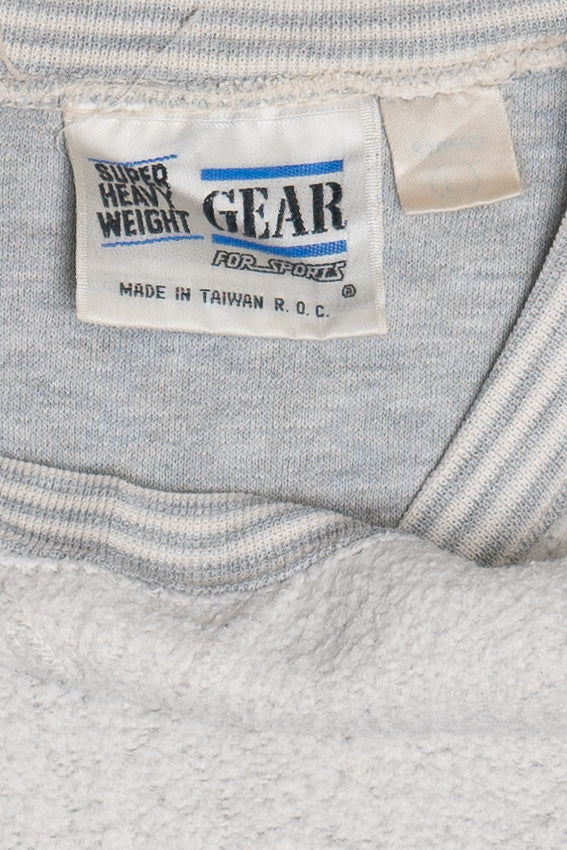 SUPER
HEAVY
WEIGHT
GEAR
FOR SPORTS
MADE IN TAIWAN R. O. C. ®